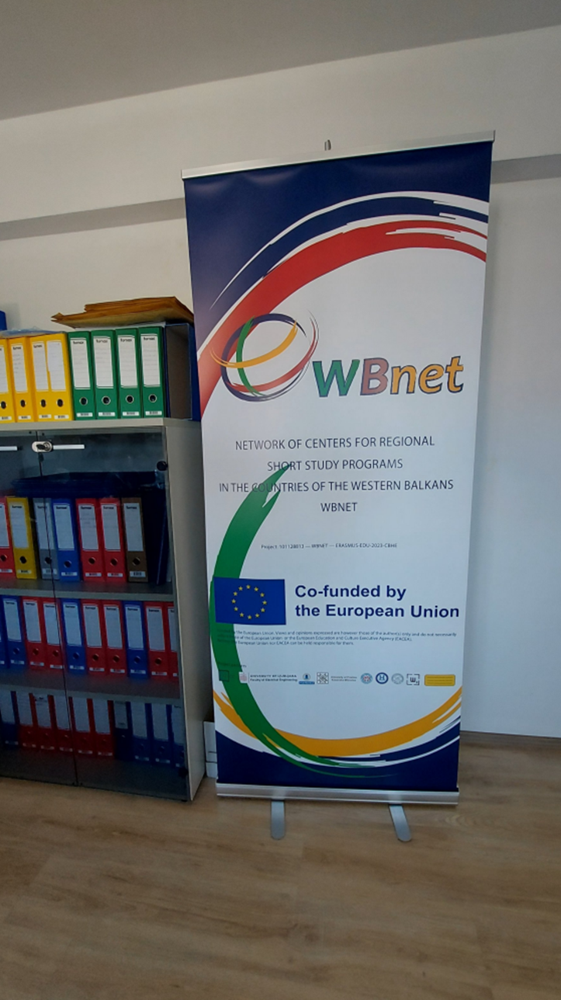 WBnet
NETWORK OF CENTERS FOR REGIONAL
SHORT STUDY PROGRAMS
IN THE COUNTRIES OF THE WESTERN BALKANS
WBNET
Project: 101128813 — WBNET — ERASMUS-EDU-2023-CBHE
Co-funded by
the European Union
the European Union. Views and opinions expressed are however those of the author(s) only and do not necessarily
of the European Union or the European Education and Culture Executive Agency (EACEA).
European Union nor EACEA can be held responsible for them.
UNIVERSITY OF LJUBLJANA
Faculty of Electrical Engineering